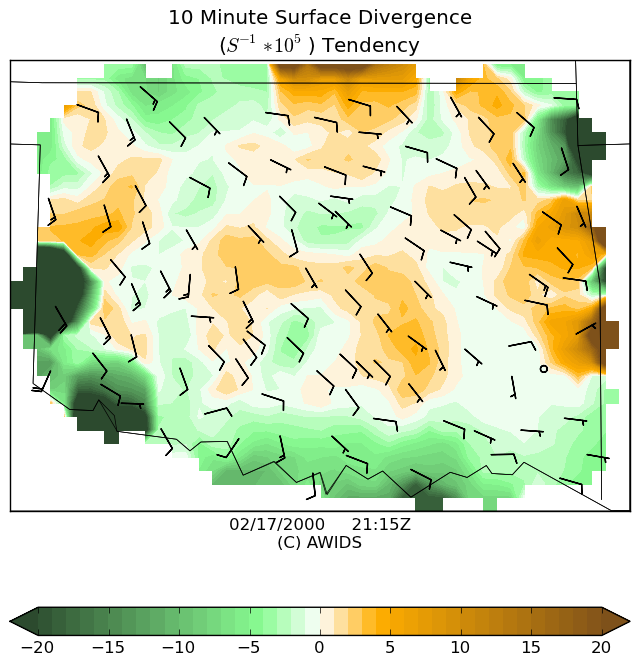 10 Minute Surface Divergence
($S^{-1}*10^{5}$ ) Tendency
02/17/2000 21:15Z
(C) AWIDS
−20 −15 −10 −5 0 5 10 15 20